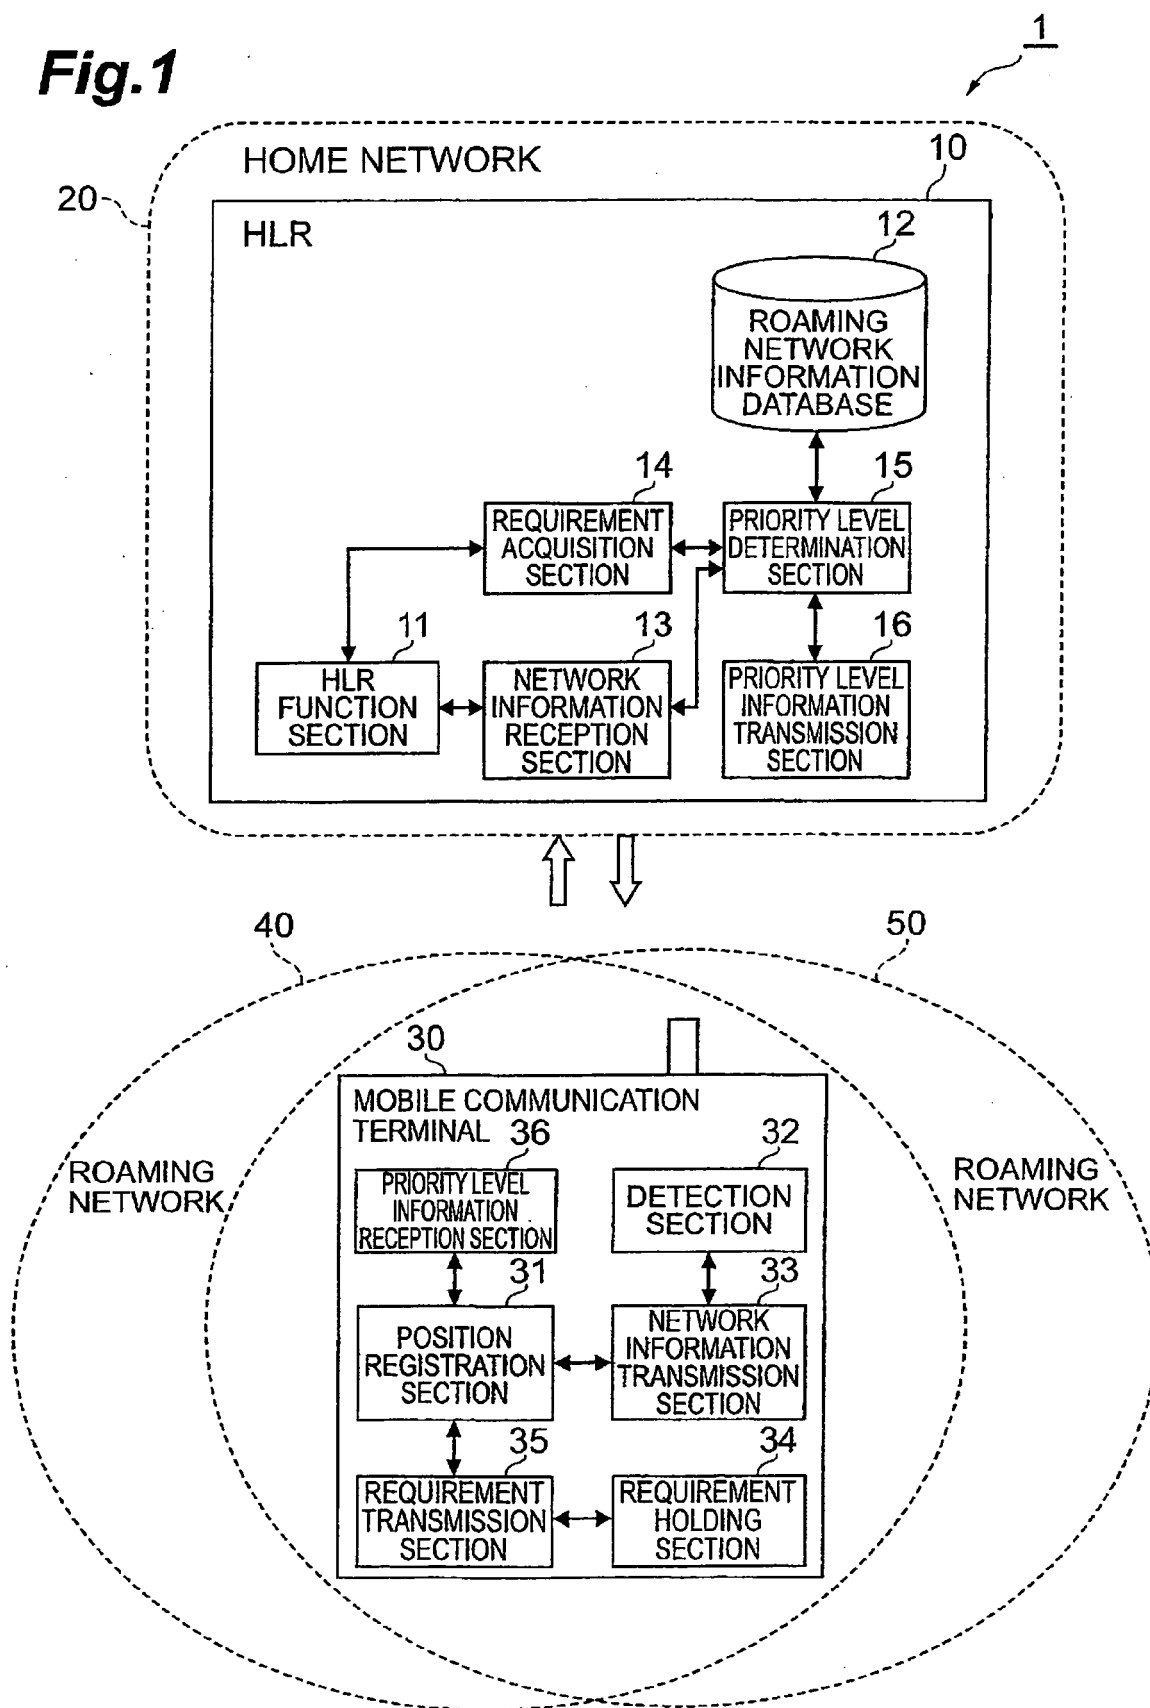 Fig.1
1
HOME NETWORK
10
20
HLR
12
ROAMING
NETWORK
INFORMATION
DATABASE
14
15
REQUIREMENT
ACQUISITION
SECTION
PRIORITY LEVEL
DETERMINATION
SECTION
11
13
16
HLR
FUNCTION
SECTION
NETWORK
INFORMATION
RECEPTION
SECTION
PRIORITY LEVEL
INFORMATION
TRANSMISSION
SECTION
40
50
30
MOBILE COMMUNICATION
TERMINAL
36
32
ROAMING
NETWORK
PRIORITY LEVEL
INFORMATION
RECEPTION SECTION
DETECTION
SECTION
ROAMING
NETWORK
31
33
POSITION
REGISTRATION
SECTION
NETWORK
INFORMATION
TRANSMISSION
SECTION
35
34
REQUIREMENT
TRANSMISSION
SECTION
REQUIREMENT
HOLDING
SECTION